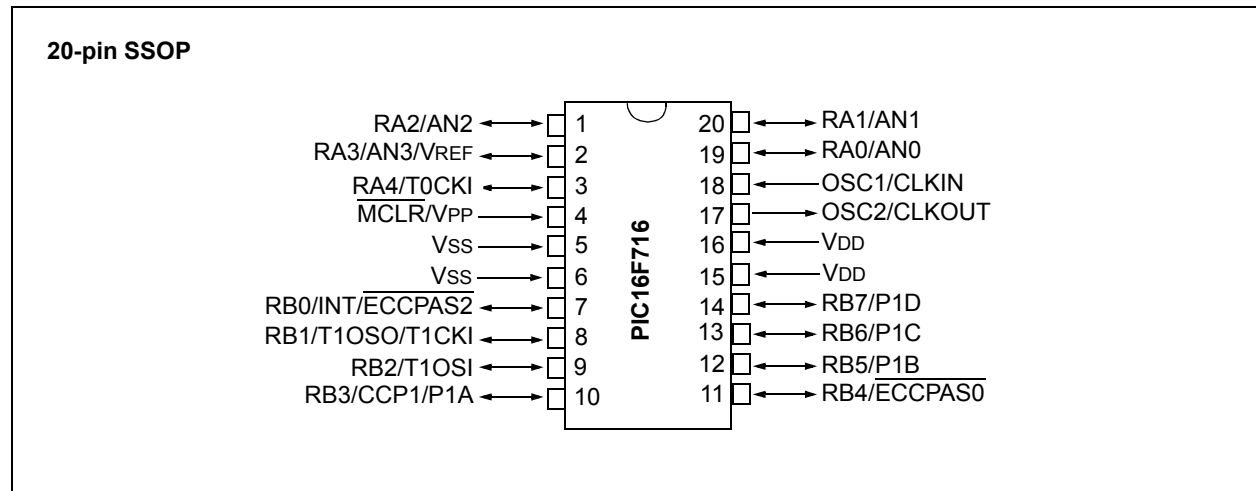 20-pin SSOP
RA2/AN2 1 20 RA1/AN1
RA3/AN3/VREF 2 19 RA0/AN0
RA4/T0CKI 3 18 OSC1/CLKIN
MCLR/VPP 4 17 OSC2/CLKOUT
VSS 5 16 VDD
VSS 6 15 VDD
RB0/INT/ECCPAS2 7 14 RB7/P1D
RB1/T1OSO/T1CKI 8 13 RB6/P1C
RB2/T1OSI 9 12 RB5/P1B
RB3/CCP1/P1A 10 11 RB4/ECCPAS0
PIC16F716